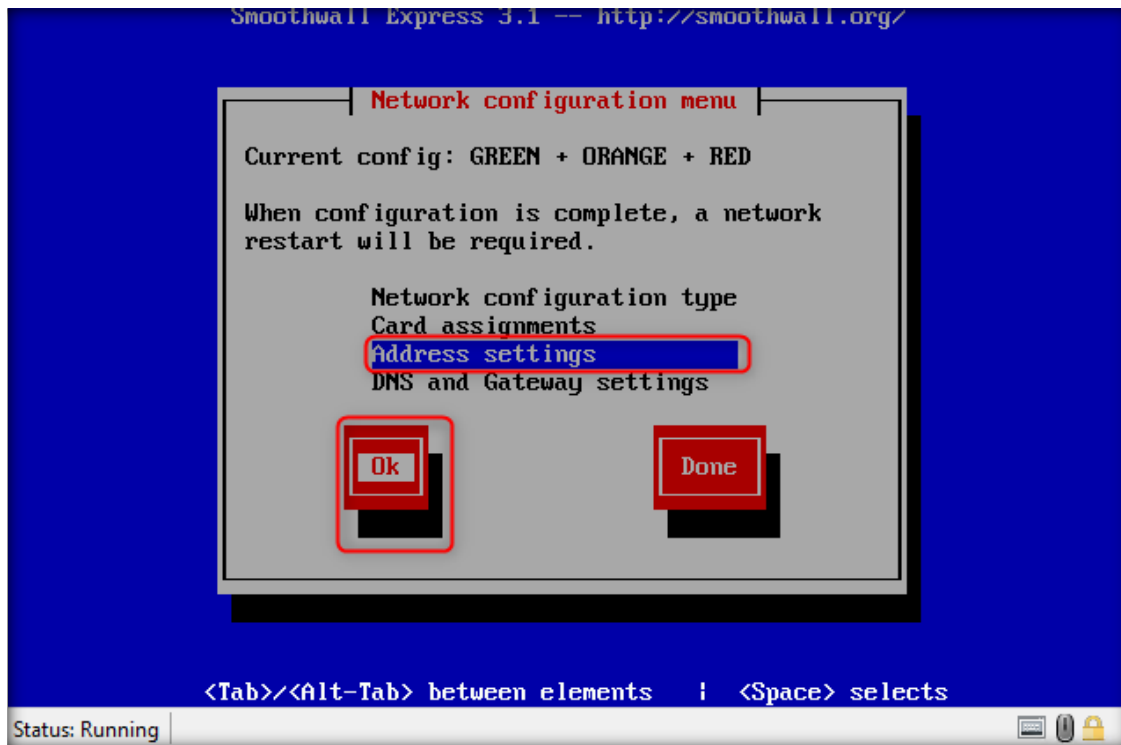 Smoothwall Express 3.1 -- http://smoothwall.org/
Network configuration menu
Current config: GREEN + ORANGE + RED
When configuration is complete, a network
restart will be required.
Network configuration type
Card assignments
Address settings
DNS and Gateway settings
Ok Done
<Tab>/<Alt-Tab> between elements | <Space> selects
Status: Running